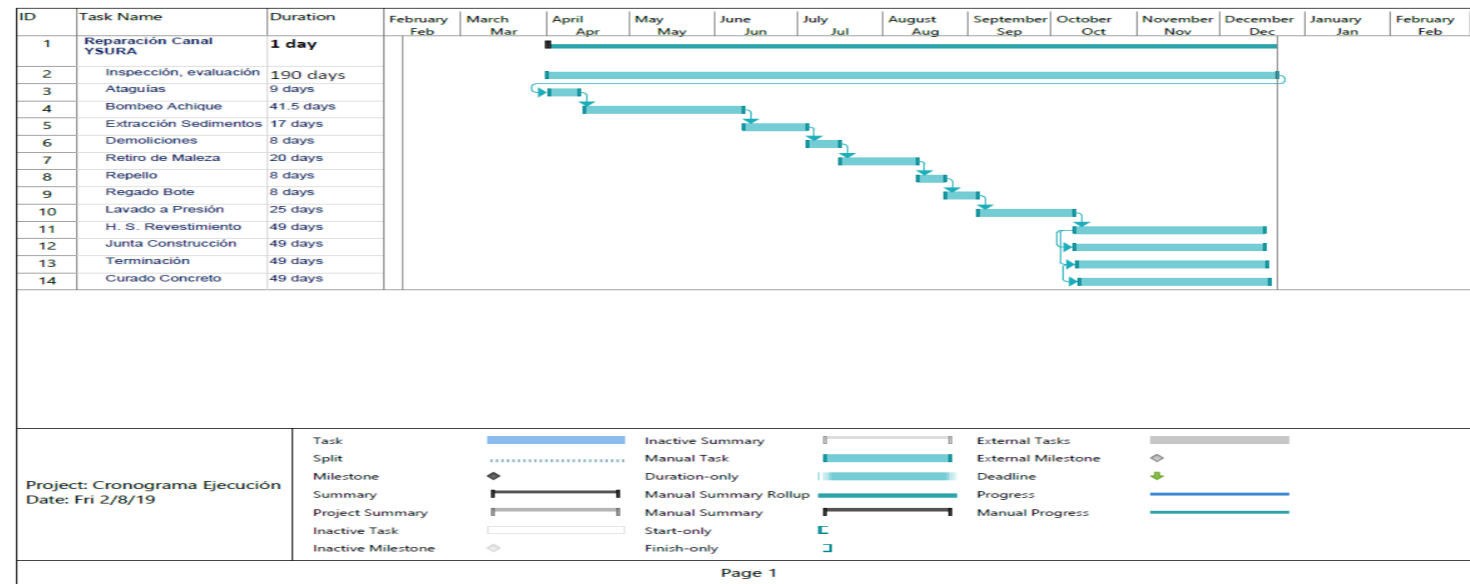 ID Task Name Duration February March April May June July August September October November December January February
Feb Mar Apr May Jun Jul Aug Sep Oct Nov Dec Jan Feb
1 Reparación Canal YSURA 1 day
2 Inspección, evaluación 190 days
3 Ataguías 9 days
4 Bombeo Achique 41.5 days
5 Extracción Sedimentos 17 days
6 Demoliciones 8 days
7 Retiro de Maleza 20 days
8 Repello 8 days
9 Regado Bote 8 days
10 Lavado a Presión 25 days
11 H. S. Revestimiento 49 days
12 Junta Construcción 49 days
13 Terminación 49 days
14 Curado Concreto 49 days
Project: Cronograma Ejecución
Date: Fri 2/8/19
Task
Split
Milestone
Summary
Project Summary
Inactive Task
Inactive Milestone
Inactive Summary
Manual Task
Duration-only
Manual Summary Rollup
Manual Summary
Start-only
Finish-only
External Tasks
External Milestone
Deadline
Progress
Manual Progress
Page 1